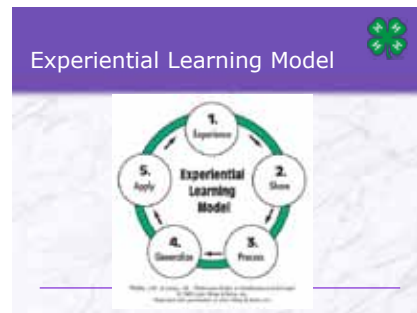 Experiential Learning Model
H H
H H
1.
Experience
5.
Apply
Experiential
Learning
Model
2.
Share
4.
Generalize
3.
Process